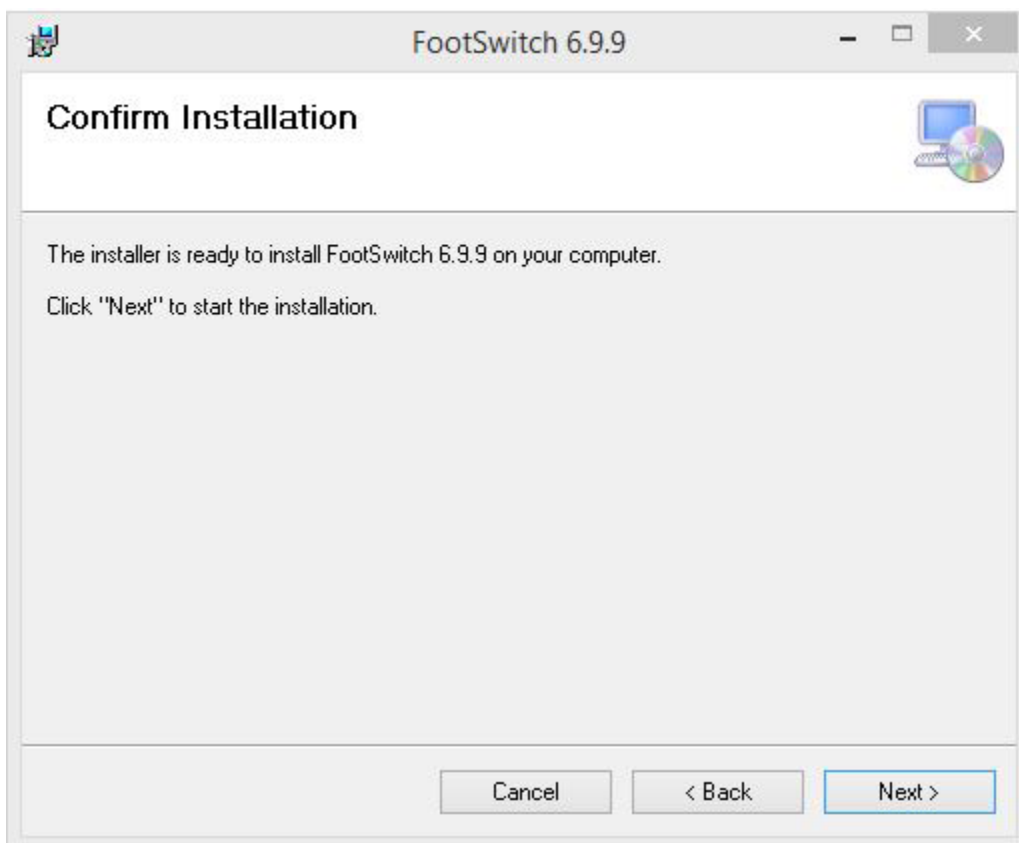 FootSwitch 6.9.9
Confirm Installation
The installer is ready to install FootSwitch 6.9.9 on your computer.
Click "Next" to start the installation.
Cancel
< Back
Next >